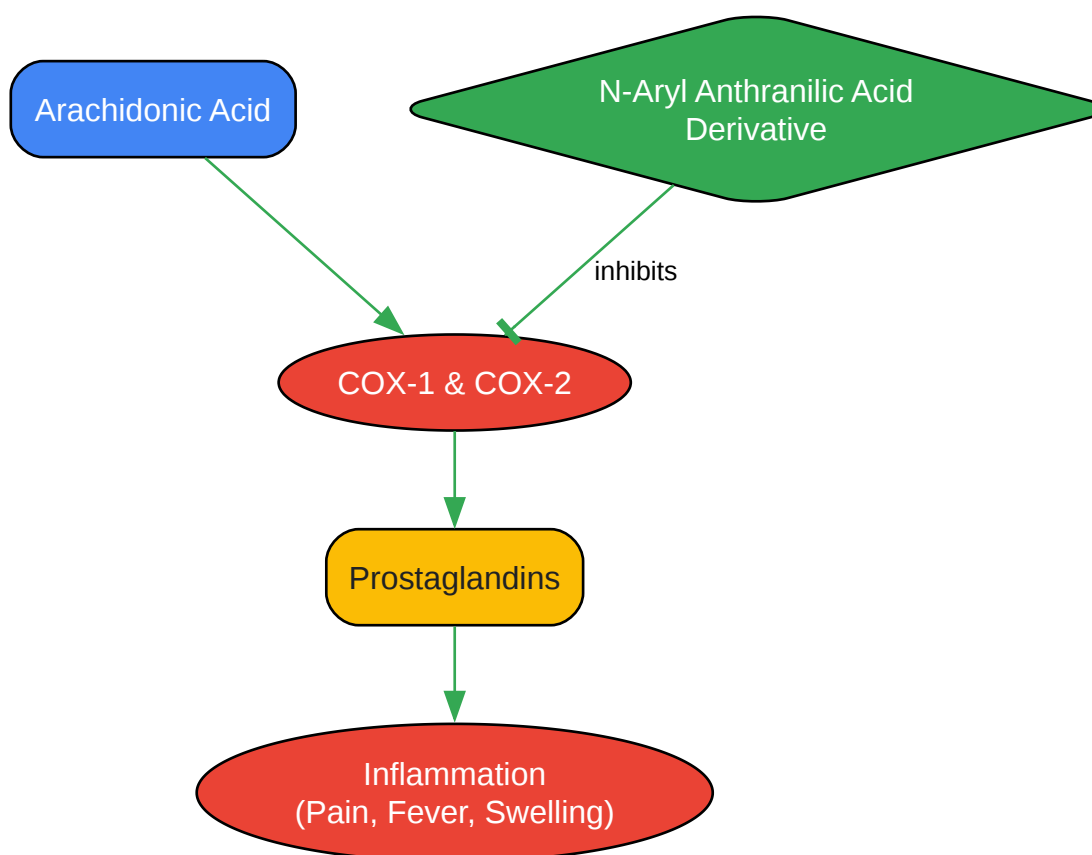 Arachidonic Acid
N-Aryl Anthranilic Acid
Derivative
inhibits
COX-1 & COX-2
Prostaglandins
Inflammation
(Pain, Fever, Swelling)